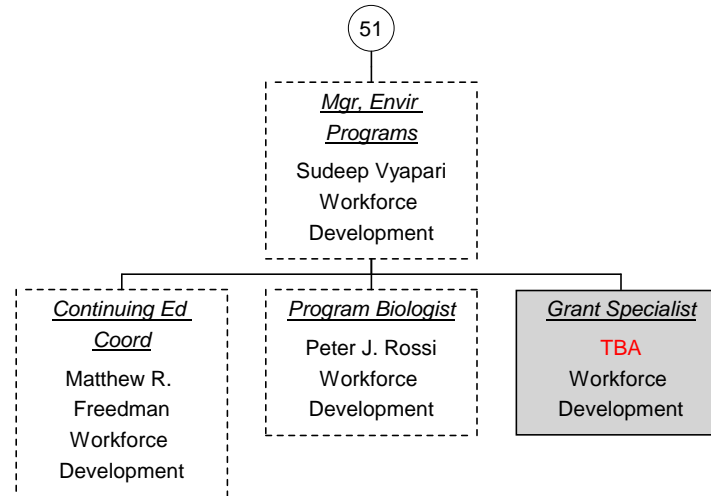 51
Mgr, Envir
Programs
Sudeep Vyapari
Workforce
Development
Continuing Ed
Coord
Matthew R.
Freedman
Workforce
Development
Program Biologist
Peter J. Rossi
Workforce
Development
Grant Specialist
TBA
Workforce
Development